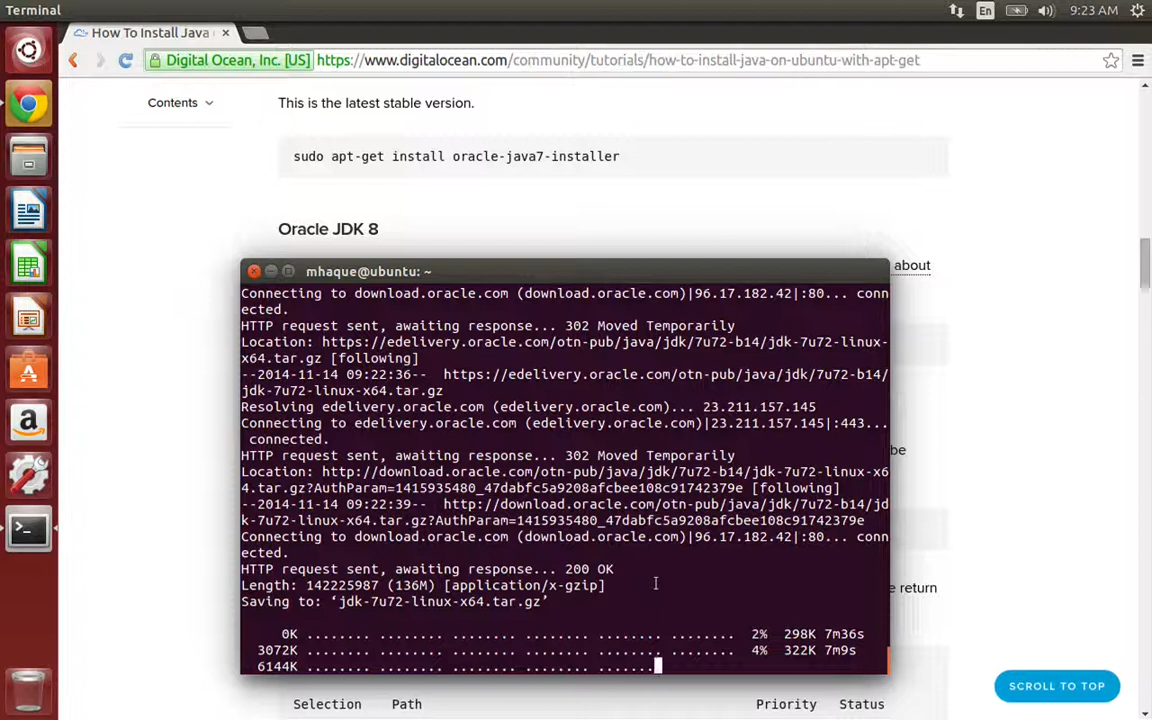 Terminal
En
9:23 AM
How To Install Java
Digital Ocean, Inc. [US]
https://www.digitalocean.com/community/tutorials/how-to-install-java-on-ubuntu-with-apt-get
Contents
This is the latest stable version.
sudo apt-get install oracle-java7-installer
Oracle JDK 8
about
mhaque@ubuntu: ~
Connecting to download.oracle.com (download.oracle.com)|96.17.182.42|:80... conn
ected.
HTTP request sent, awaiting response... 302 Moved Temporarily
Location: https://edelivery.oracle.com/otn-pub/java/jdk/7u72-b14/jdk-7u72-linux-
x64.tar.gz [following]
--2014-11-14 09:22:36--  https://edelivery.oracle.com/otn-pub/java/jdk/7u72-b14/
jdk-7u72-linux-x64.tar.gz
Resolving edelivery.oracle.com (edelivery.oracle.com)... 23.211.157.145
Connecting to edelivery.oracle.com (edelivery.oracle.com)|23.211.157.145|:443...
 connected.
HTTP request sent, awaiting response... 302 Moved Temporarily
Location: http://download.oracle.com/otn-pub/java/jdk/7u72-b14/jdk-7u72-linux-x6
4.tar.gz?AuthParam=1415935480_47dabfc5a9208afcbee108c91742379e [following]
--2014-11-14 09:22:39--  http://download.oracle.com/otn-pub/java/jdk/7u72-b14/jd
k-7u72-linux-x64.tar.gz?AuthParam=1415935480_47dabfc5a9208afcbee108c91742379e
Connecting to download.oracle.com (download.oracle.com)|96.17.182.42|:80... conn
ected.
HTTP request sent, awaiting response... 200 OK
Length: 142225987 (136M) [application/x-gzip]
Saving to: ‘jdk-7u72-linux-x64.tar.gz’
0K ........ ........ ........ ........ ........ ........  2%  298K 7m36s
3072K ........ ........ ........ ........ ........ ........  4%  322K 7m9s
6144K ........ ........ ........ ........ .......
be
e return
Selection
Path
Priority
Status
SCROLL TO TOP